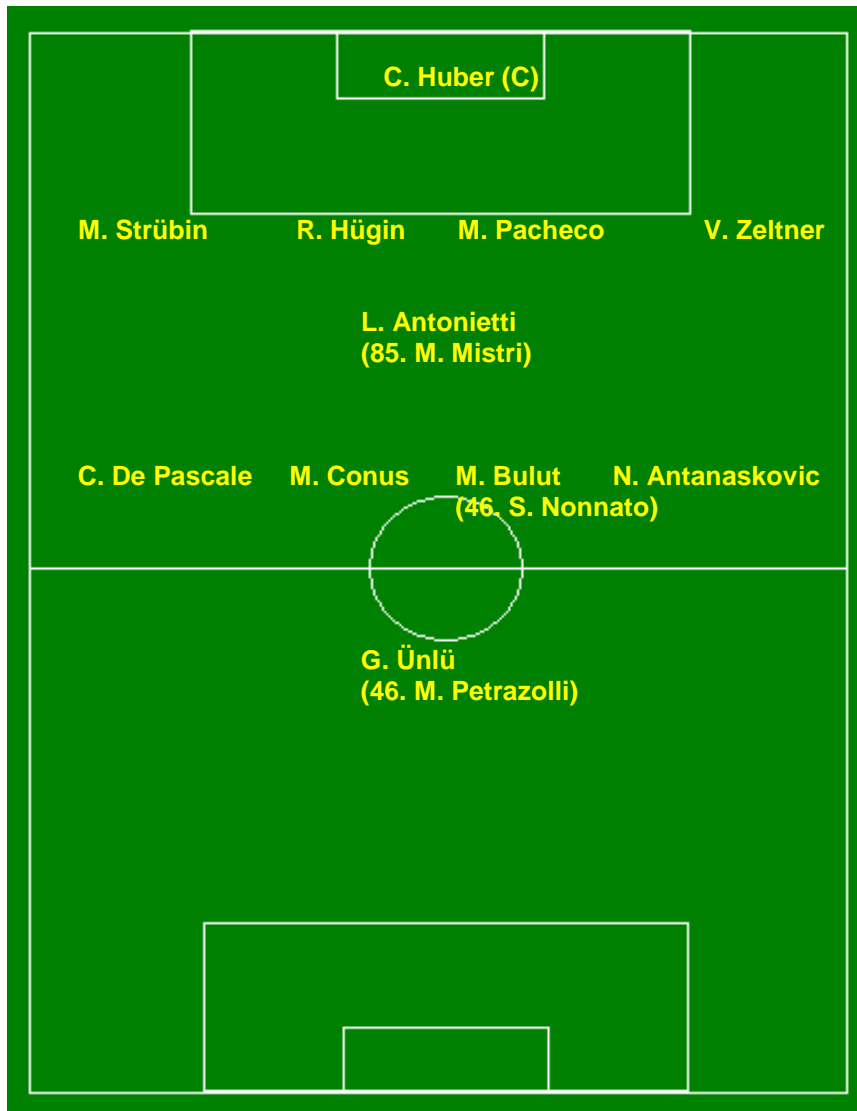 C. Huber (C)
M. Strübin R. Hügin M. Pacheco V. Zeltner
L. Antonietti
(85. M. Mistri)
C. De Pascale M. Conus M. Bulut N. Antanaskovic
(46. S. Nonnato)
G. Ünlü
(46. M. Petrazolli)